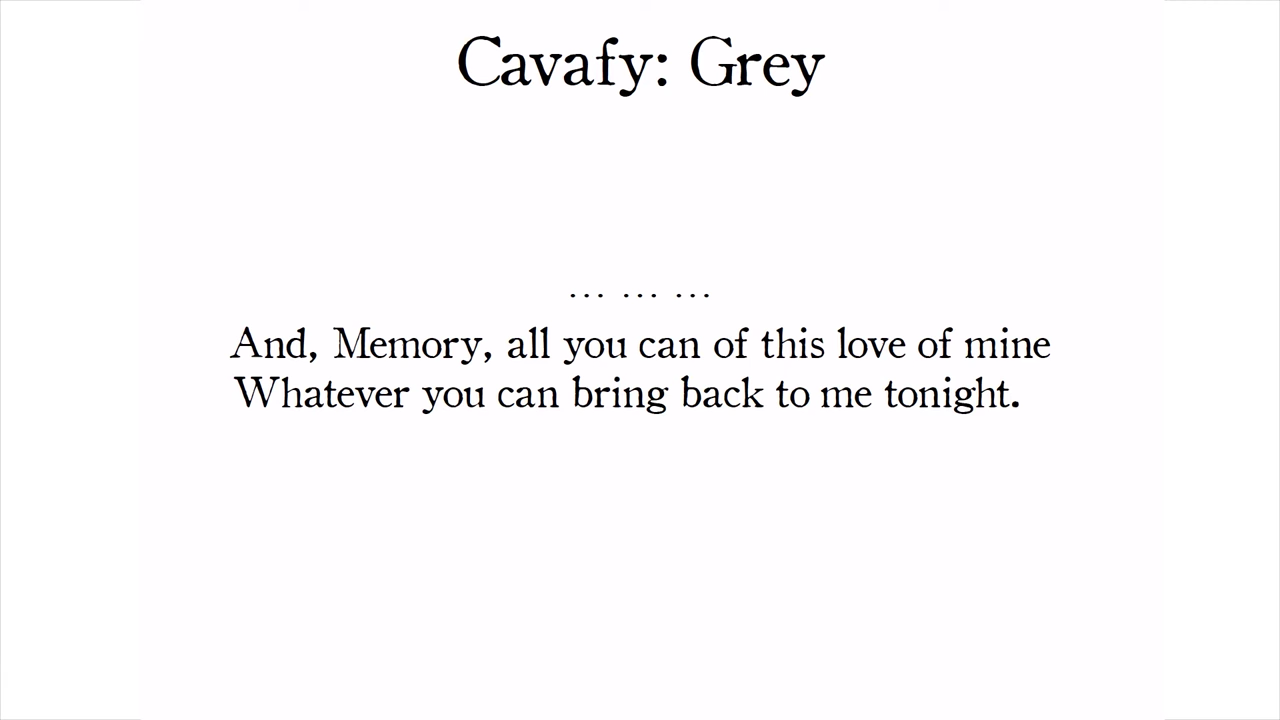 Cavafy: Grey
… … …
And, Memory, all you can of this love of mine
Whatever you can bring back to me tonight.